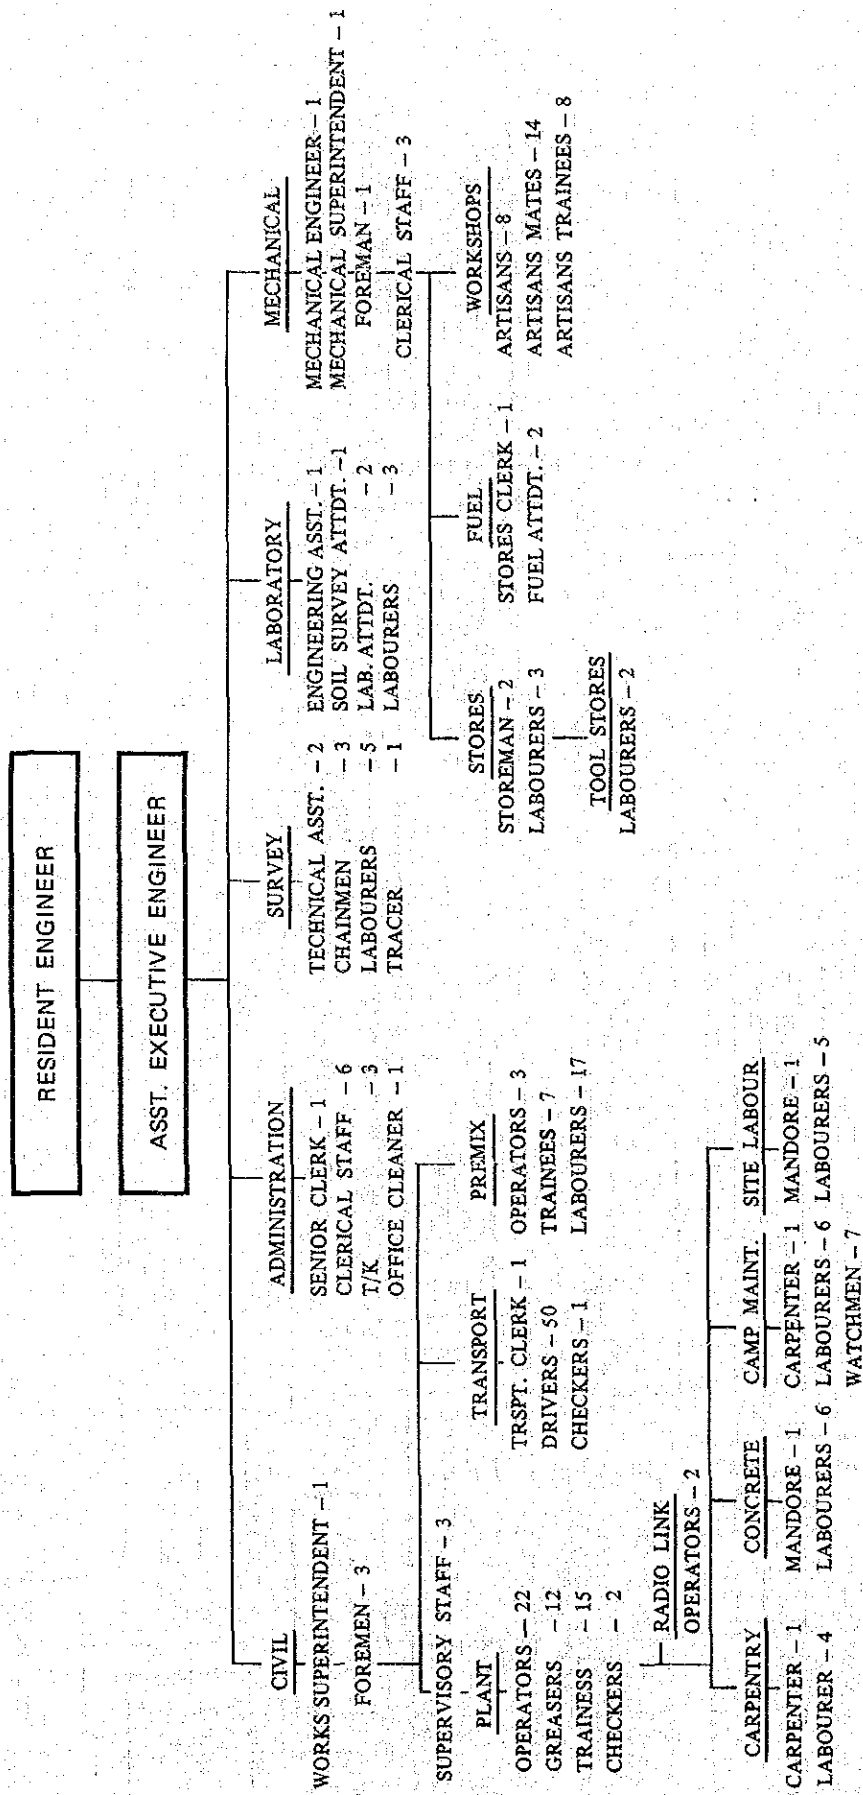 RESIDENT ENGINEER
ASST. EXECUTIVE ENGINEER
CIVIL
WORKS SUPERINTENDENT – 1
FOREMEN – 3
SUPERVISORY STAFF – 3
PLANT
OPERATORS – 22
GREASERS – 12
TRAINESS – 15
CHECKERS – 2
TRANSPORT
TRSPT. CLERK – 1
DRIVERS – 50
CHECKERS – 1
PREMIX
OPERATORS – 3
TRAINEES – 7
LABOURERS – 17
RADIO LINK
OPERATORS – 2
CARPENTRY
CARPENTER – 1
LABOURER – 4
CONCRETE
MANDORE – 1
LABOURERS – 6
CAMP MAINT.
CARPENTER – 1
LABOURERS – 6
WATCHMEN – 7
SITE LABOUR
MANDORE – 1
LABOURERS – 5
ADMINISTRATION
SENIOR CLERK – 1
CLERICAL STAFF – 6
T/K – 3
OFFICE CLEANER – 1
SURVEY
TECHNICAL ASST. – 2
CHAINMEN – 3
LABOURERS – 5
TRACER – 1
LABORATORY
ENGINEERING ASST. – 1
SOIL SURVEY ATTDT. – 1
LAB. ATTDT. – 2
LABOURERS – 3
MECHANICAL
MECHANICAL ENGINEER – 1
MECHANICAL SUPERINTENDENT – 1
FOREMAN – 1
CLERICAL STAFF – 3
STORES
STOREMAN – 2
LABOURERS – 3
TOOL STORES
LABOURERS – 2
FUEL
STORES CLERK – 1
FUEL ATTDT. – 2
WORKSHOPS
ARTISANS – 8
ARTISANS MATES – 14
ARTISANS TRAINEES – 8